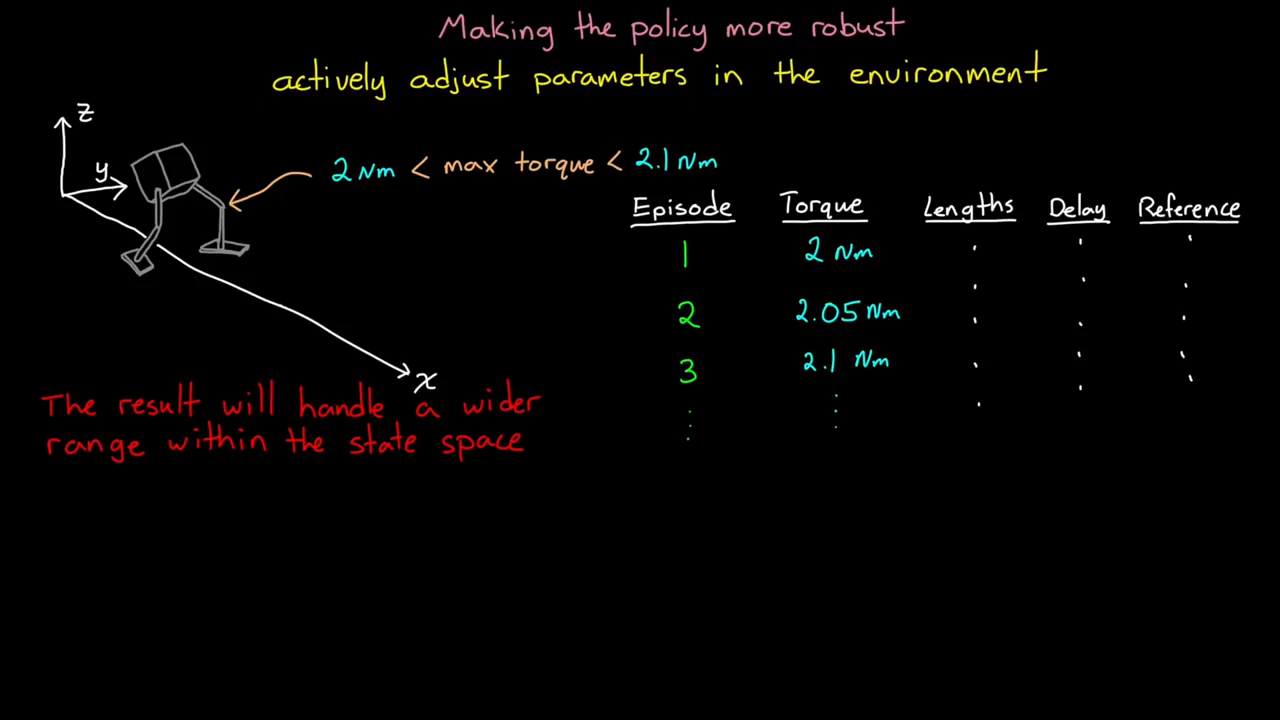 Making the policy more robust
actively adjust parameters in the environment
z
y
2 Nm < max torque < 2.1 Nm
Episode Torque Lengths Delay Reference
1 2 Nm
2 2.05 Nm
3 2.1 Nm
x
The result will handle a wider
range within the state space